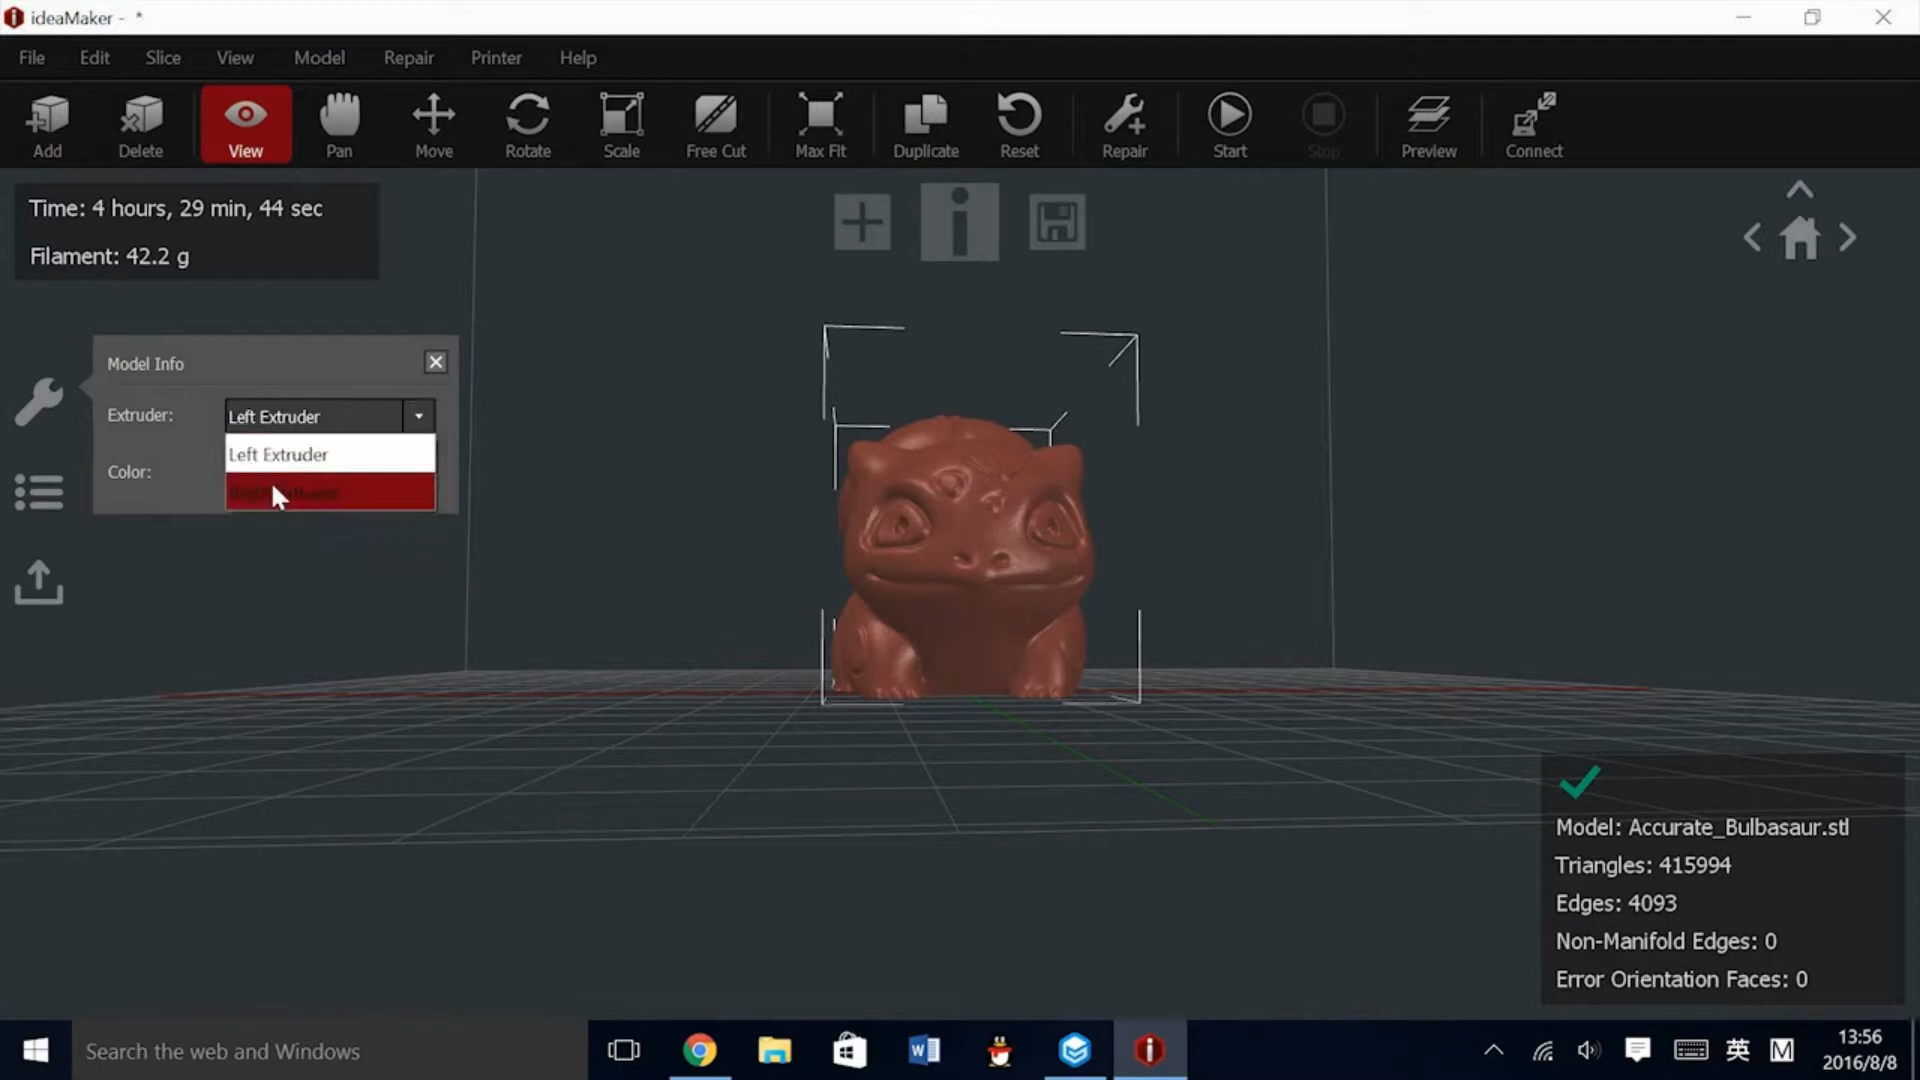 ideaMaker - *
File Edit Slice View Model Repair Printer Help
Add Delete View Pan Move Rotate Scale Free Cut Max Fit Duplicate Reset Repair Start Stop Preview Connect
Time: 4 hours, 29 min, 44 sec
Filament: 42.2 g
Model Info
Extruder: Left Extruder
Left Extruder
Color:
Model: Accurate_Bulbasaur.stl
Triangles: 415994
Edges: 4093
Non-Manifold Edges: 0
Error Orientation Faces: 0
Search the web and Windows
英
13:56
2016/8/8